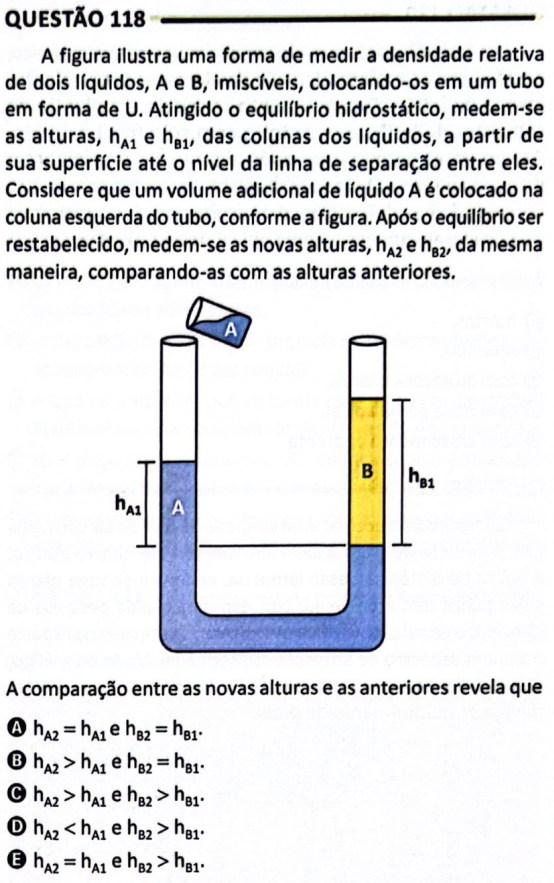 QUESTÃO 118
A figura ilustra uma forma de medir a densidade relativa
de dois líquidos, A e B, imiscíveis, colocando-os em um tubo
em forma de U. Atingido o equilíbrio hidrostático, medem-se
as alturas, hA1 e hB1, das colunas dos líquidos, a partir de
sua superfície até o nível da linha de separação entre eles.
Considere que um volume adicional de líquido A é colocado na
coluna esquerda do tubo, conforme a figura. Após o equilíbrio ser
restabelecido, medem-se as novas alturas, hA2 e hB2, da mesma
maneira, comparando-as com as alturas anteriores.
A
B
hB1
hA1
A
A comparação entre as novas alturas e as anteriores revela que
A hA2 = hA1 e hB2 = hB1.
B hA2 > hA1 e hB2 = hB1.
C hA2 > hA1 e hB2 > hB1.
D hA2 < hA1 e hB2 > hB1.
E hA2 = hA1 e hB2 > hB1.